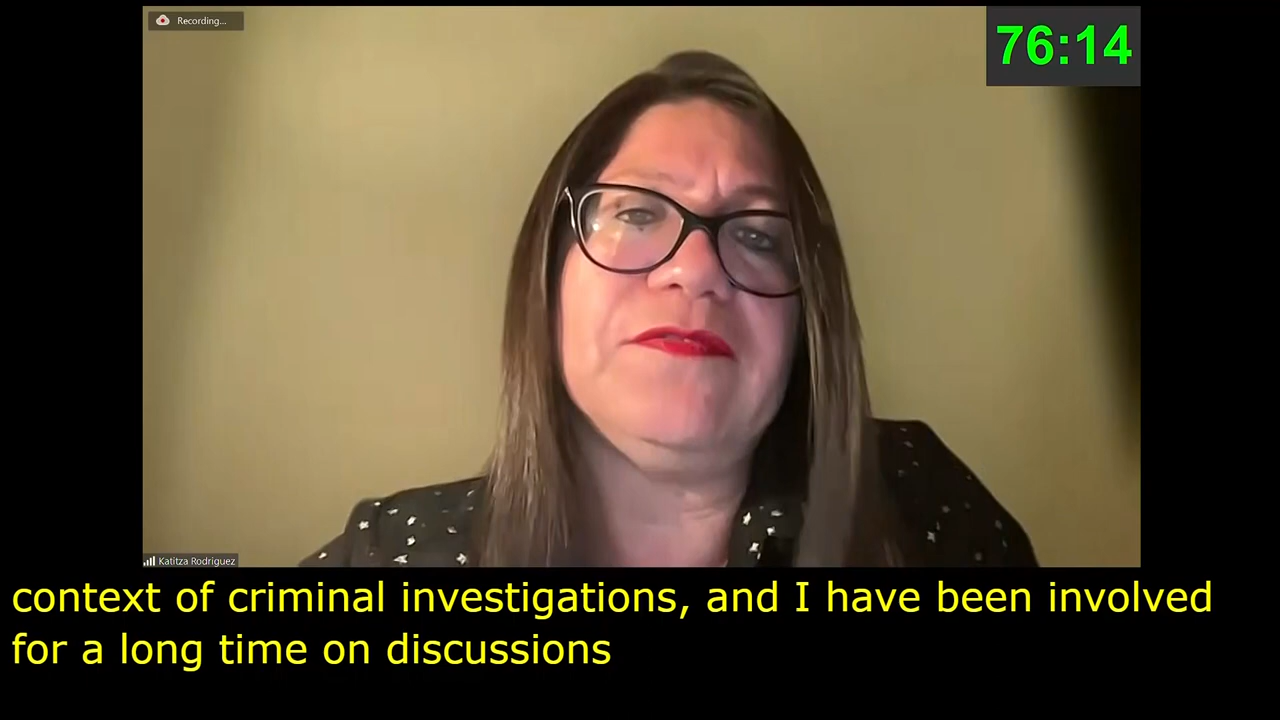 Recording...
76:14
Katitza Rodriguez
context of criminal investigations, and I have been involved
for a long time on discussions